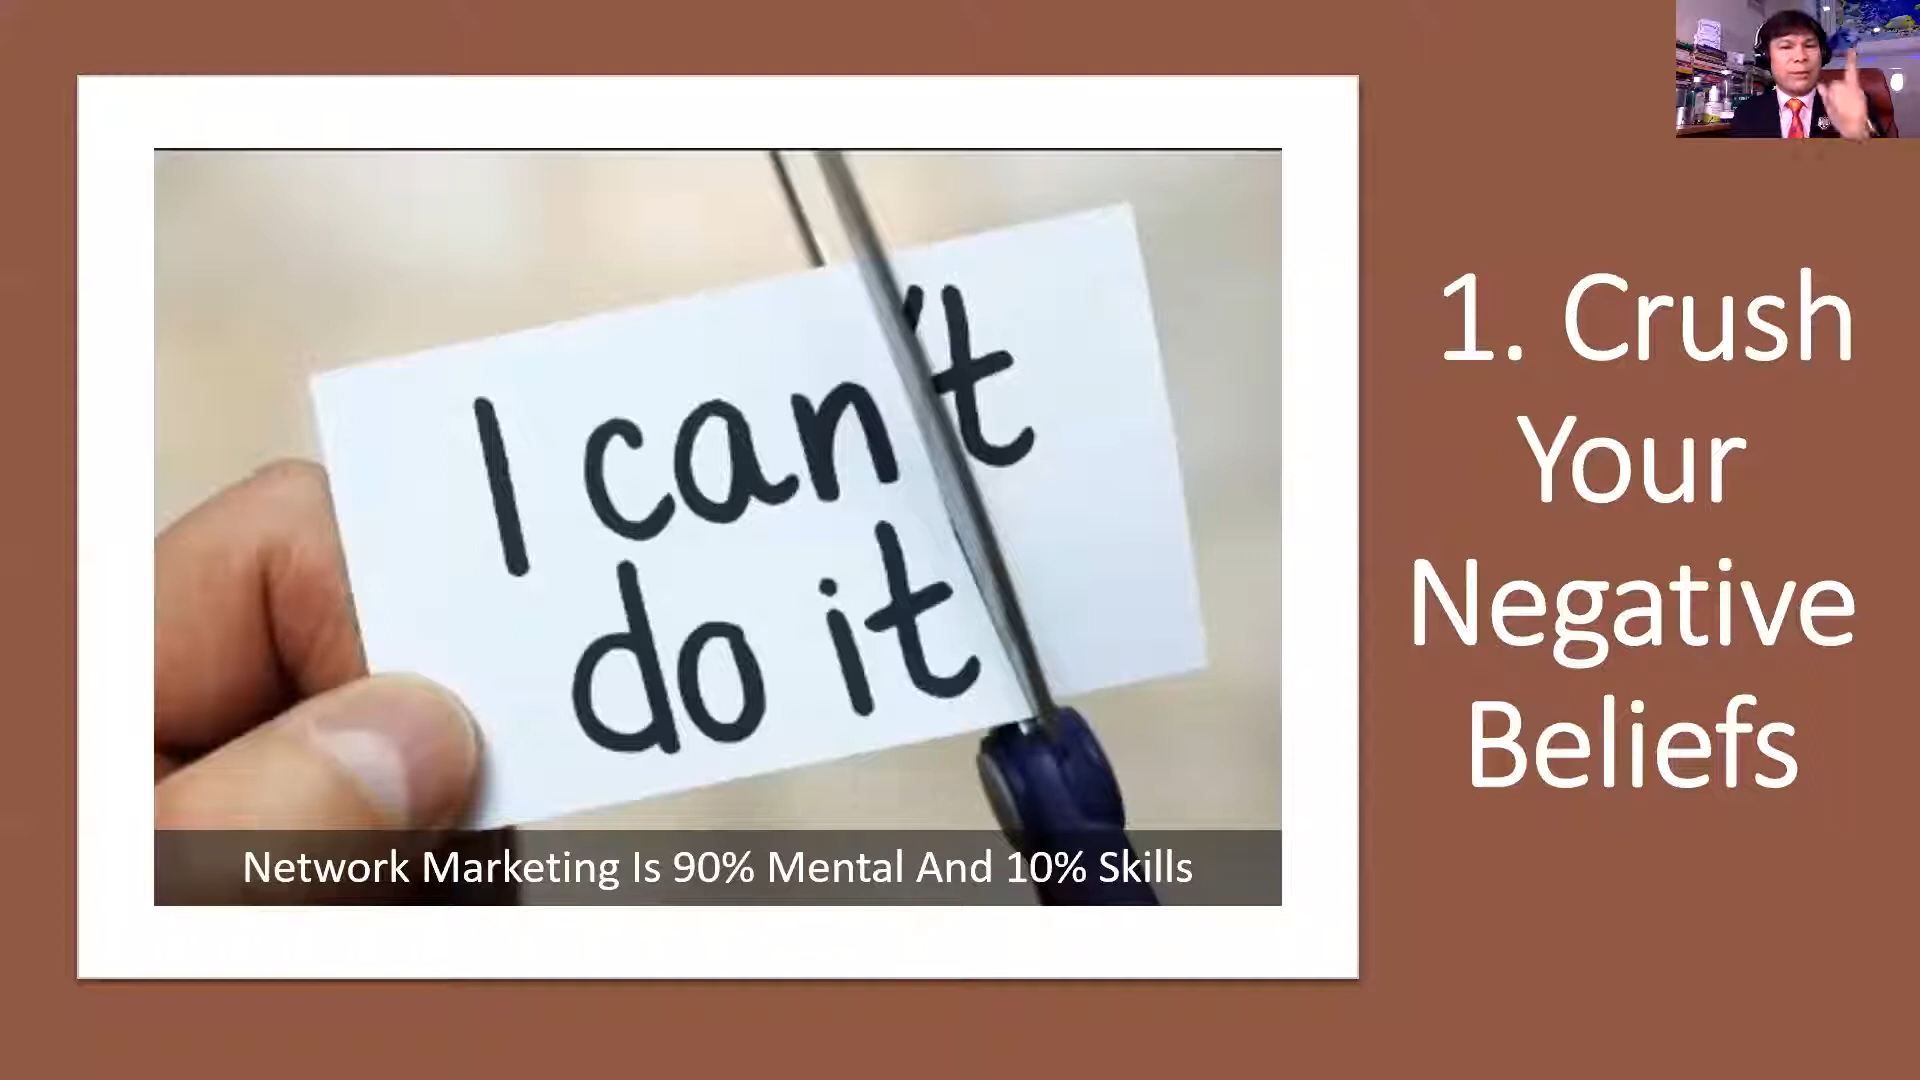 I can't
do it
Network Marketing Is 90% Mental And 10% Skills
1. Crush
Your
Negative
Beliefs